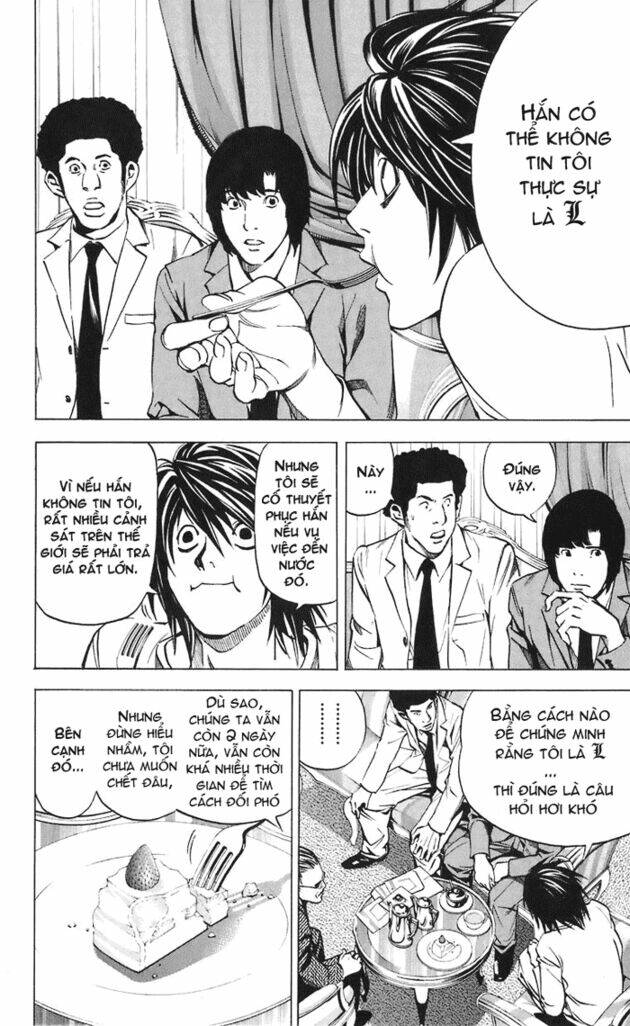 HẮN CÓ
THỂ KHÔNG
TIN TÔI
THỰC SỰ
LÀ L
ĐÚNG
VẬY.
NÀY
...
NHƯNG
TÔI SẼ
CỐ THUYẾT
PHỤC HẮN
NẾU VỤ
VIỆC ĐẾN
NƯỚC
ĐÓ.
VÌ NẾU HẮN
KHÔNG TIN TÔI,
RẤT NHIỀU CẢNH
SÁT TRÊN THẾ
GIỚI SẼ PHẢI TRẢ
GIÁ RẤT LỚN.
BẰNG CÁCH NÀO
ĐỂ CHỨNG MINH
RẰNG TÔI LÀ L
...
THÌ ĐÚNG LÀ CÂU
HỎI HƠI KHÓ
......
DÙ SAO,
CHÚNG TA VẪN
CÒN 2 NGÀY
NỮA, VẪN CÒN
KHÁ NHIỀU THỜI
GIAN ĐỂ TÌM
CÁCH ĐỐI PHÓ
NHƯNG
ĐỪNG HIỂU
NHẦM, TÔI
CHƯA MUỐN
CHẾT ĐÂU,
BÊN
CẠNH
ĐÓ...